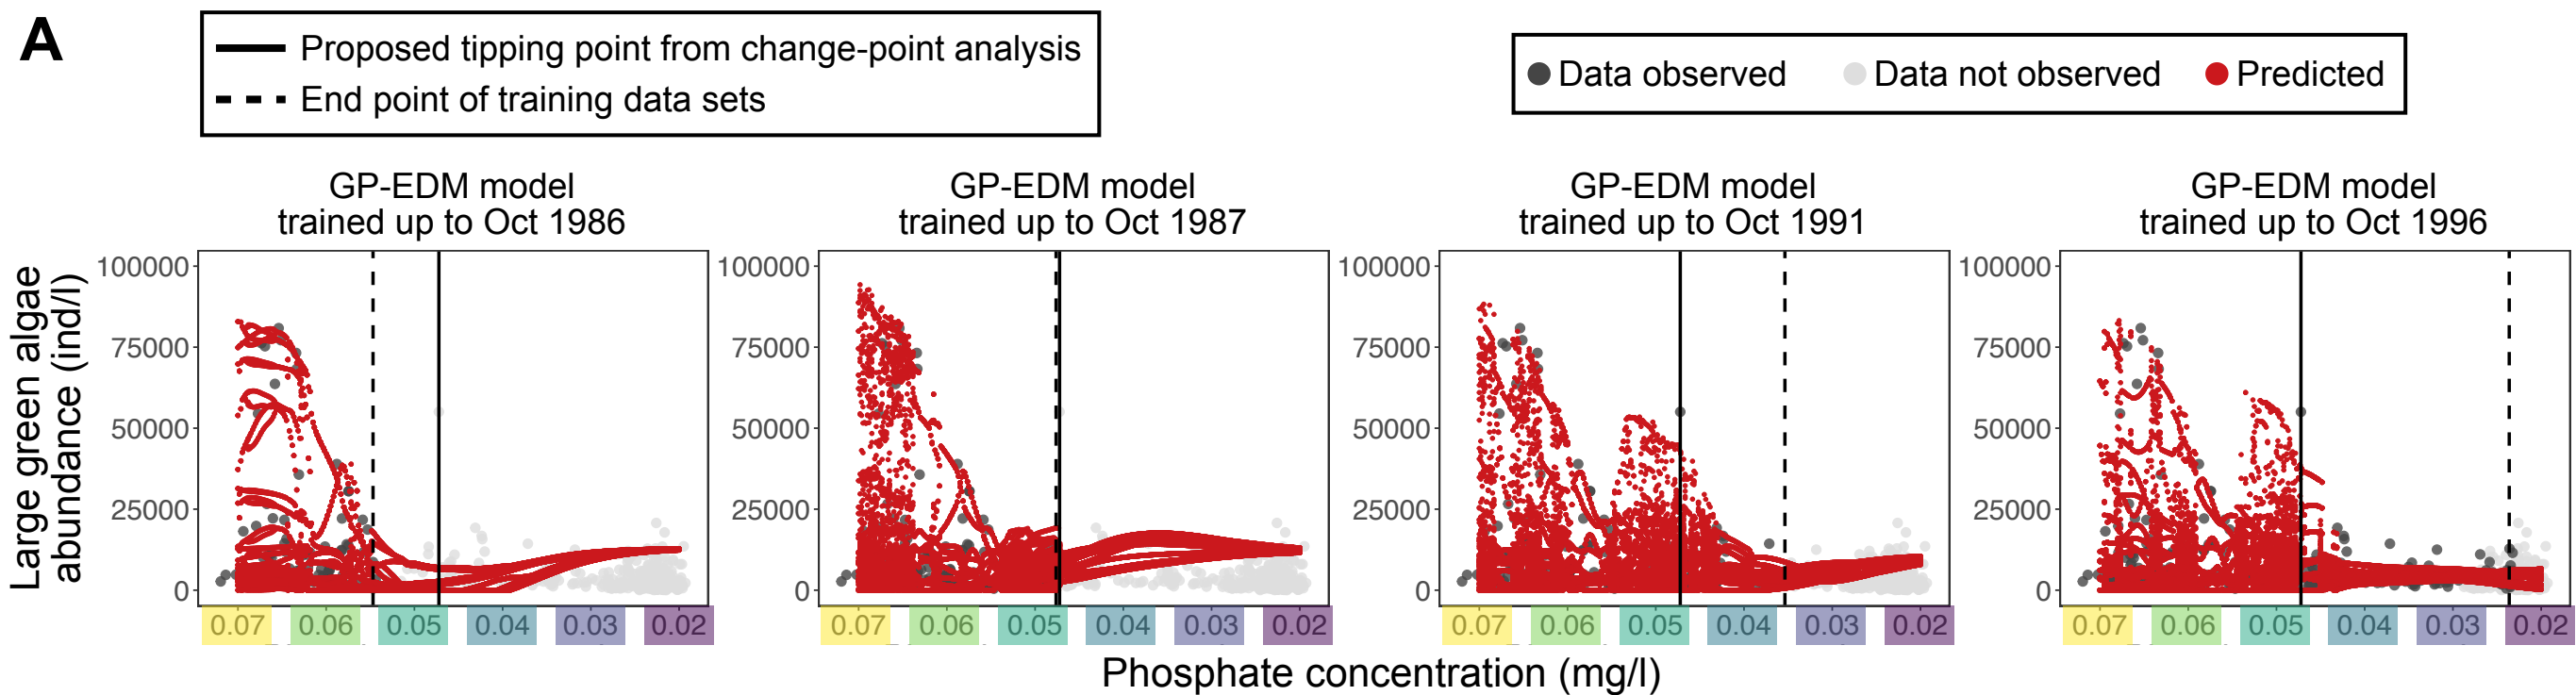 A
Proposed tipping point from change-point analysis
End point of training data sets
Data observed
Data not observed
Predicted
GP-EDM model
trained up to Oct 1986
GP-EDM model
trained up to Oct 1987
GP-EDM model
trained up to Oct 1991
GP-EDM model
trained up to Oct 1996
Large green algae
abundance (ind/l)
100000
75000
50000
25000
0
0.07 0.06 0.05 0.04 0.03 0.02
100000
75000
50000
25000
0
0.07 0.06 0.05 0.04 0.03 0.02
100000
75000
50000
25000
0
0.07 0.06 0.05 0.04 0.03 0.02
100000
75000
50000
25000
0
0.07 0.06 0.05 0.04 0.03 0.02
Phosphate concentration (mg/l)